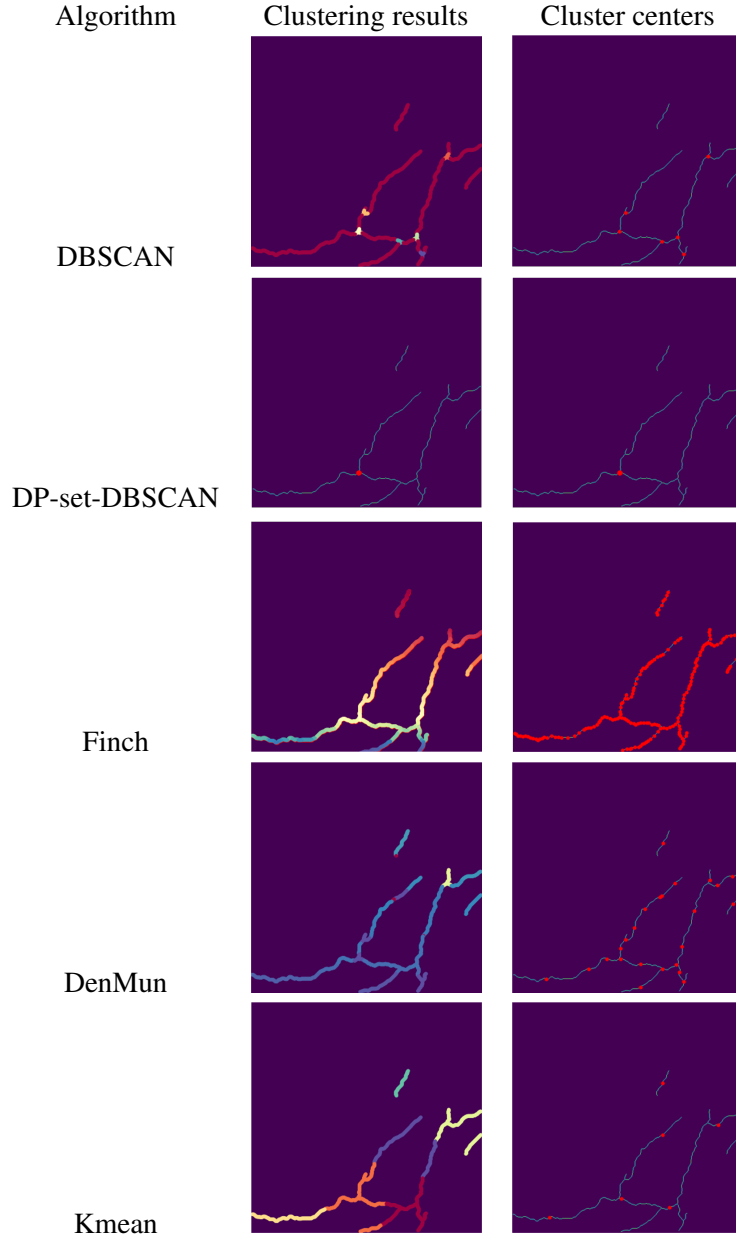 Algorithm Clustering results Cluster centers
DBSCAN
DP-set-DBSCAN
Finch
DenMun
Kmean